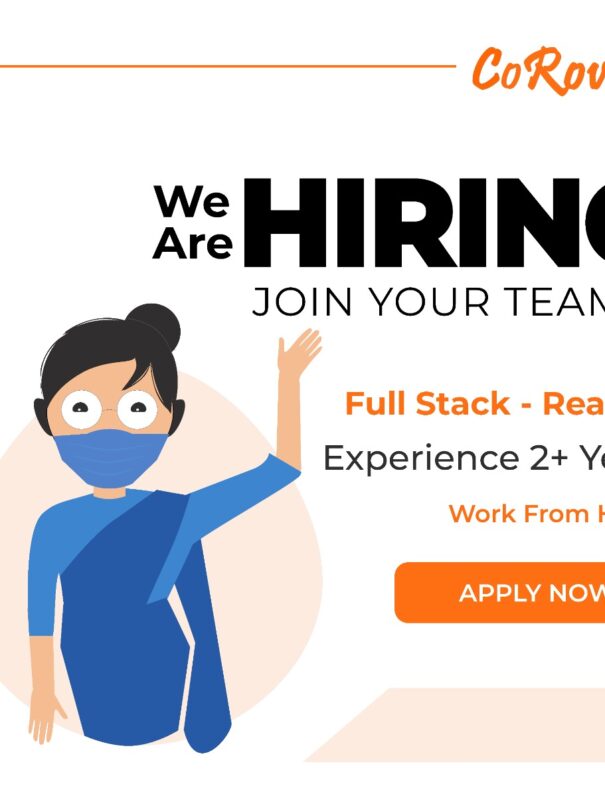 CoRov
We
Are
HIRING
JOIN YOUR TEAM
Full Stack - Rea
Experience 2+ Ye
Work From H
APPLY NOW